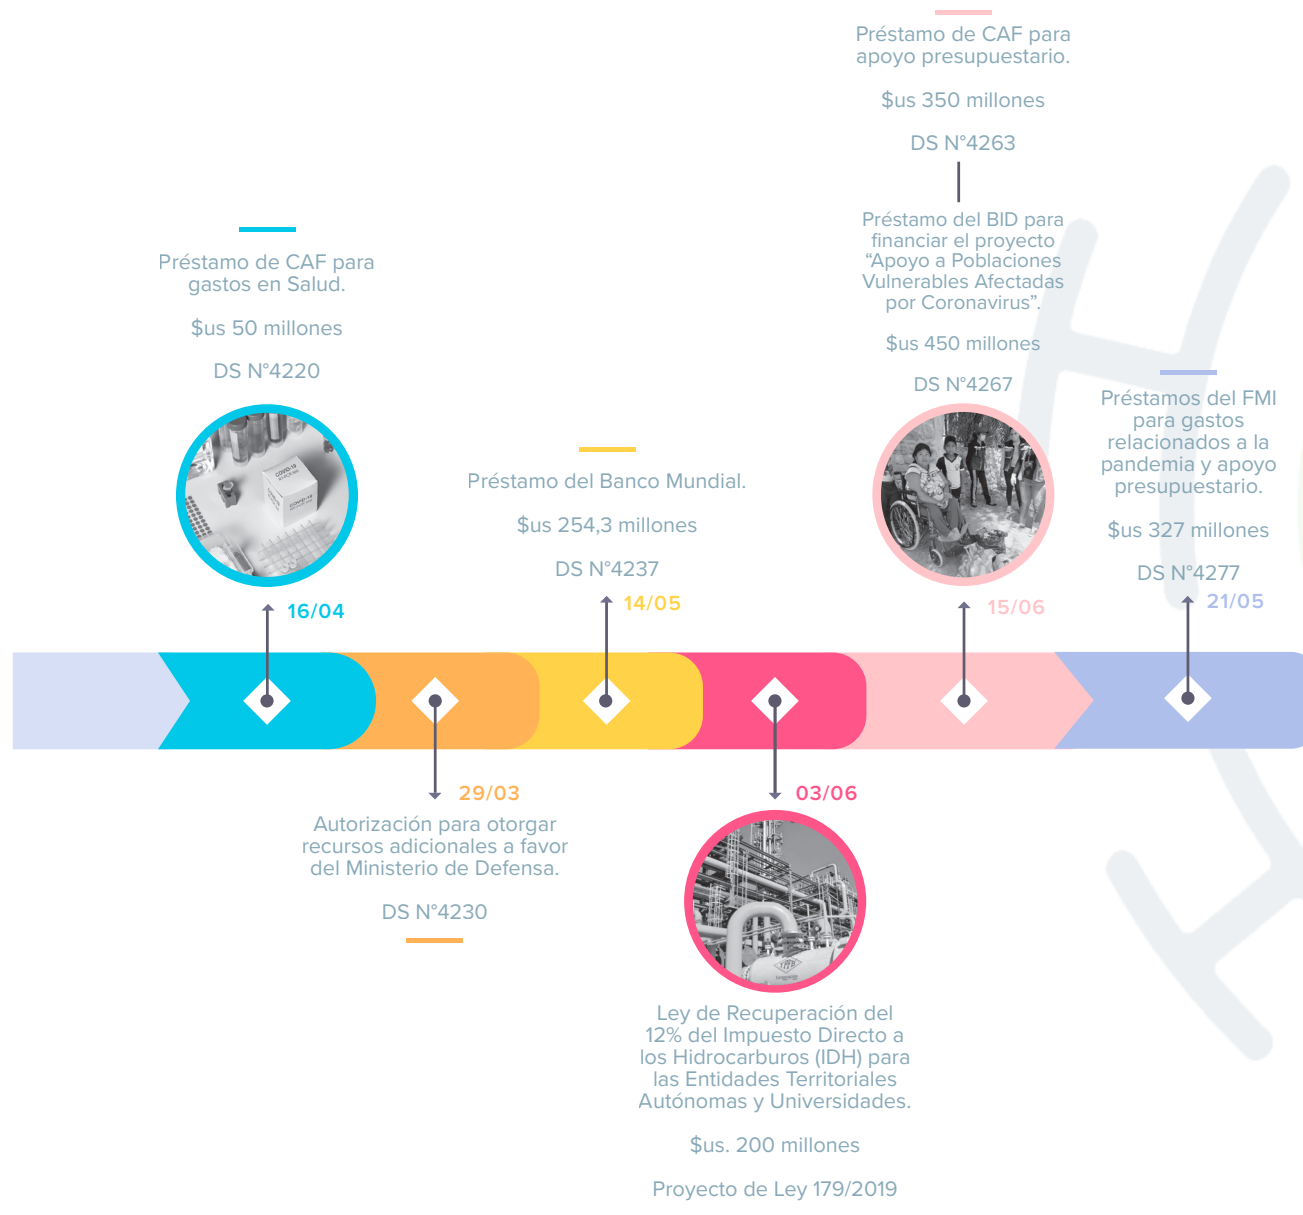 Préstamo de CAF para
apoyo presupuestario.
$us 350 millones
DS N°4263
Préstamo del BID para
financiar el proyecto
“Apoyo a Poblaciones
Vulnerables Afectadas
por Coronavirus”.
$us 450 millones
DS N°4267
15/06
Préstamo de CAF para
gastos en Salud.
$us 50 millones
DS N°4220
COVID-19
COVID-19
16/04
Préstamo del Banco Mundial.
$us 254,3 millones
DS N°4237
14/05
Préstamos del FMI
para gastos
relacionados a la
pandemia y apoyo
presupuestario.
$us 327 millones
DS N°4277
21/05
29/03
Autorización para otorgar
recursos adicionales a favor
del Ministerio de Defensa.
DS N°4230
03/06
Ley de Recuperación del
12% del Impuesto Directo a
los Hidrocarburos (IDH) para
las Entidades Territoriales
Autónomas y Universidades.
$us. 200 millones
Proyecto de Ley 179/2019